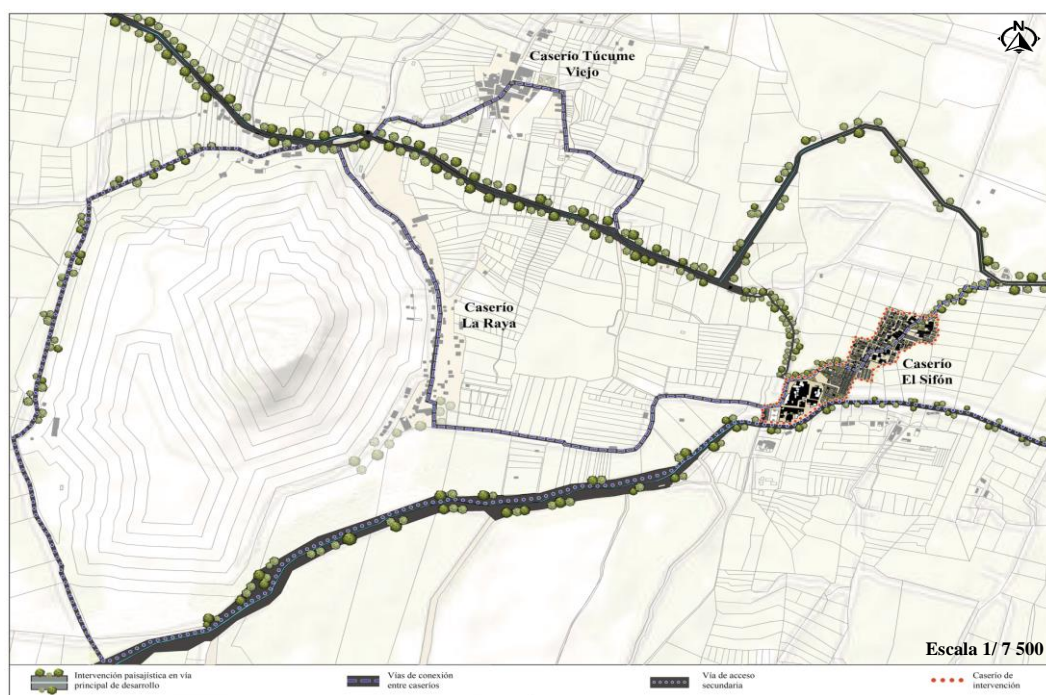 N
Caserío Túcume
Viejo
Caserío
La Raya
Caserío
El Sifón
Escala 1/ 7 500
Intervención paisajística en vía
principal de desarrollo
Vías de conexión
entre caseríos
Vía de acceso
secundaria
Caserío de
intervención